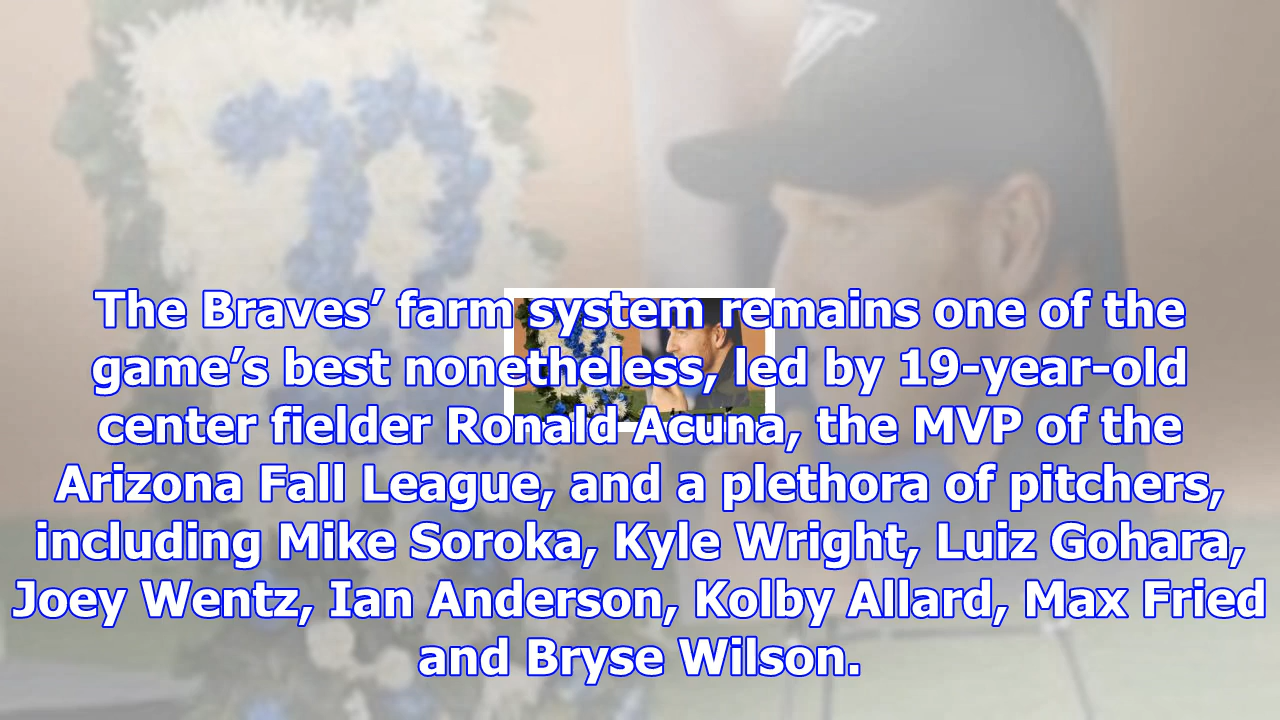 The Braves’ farm system remains one of the
game’s best nonetheless, led by 19-year-old
center fielder Ronald Acuna, the MVP of the
Arizona Fall League, and a plethora of pitchers,
including Mike Soroka, Kyle Wright, Luiz Gohara,
Joey Wentz, Ian Anderson, Kolby Allard, Max Fried
and Bryse Wilson.